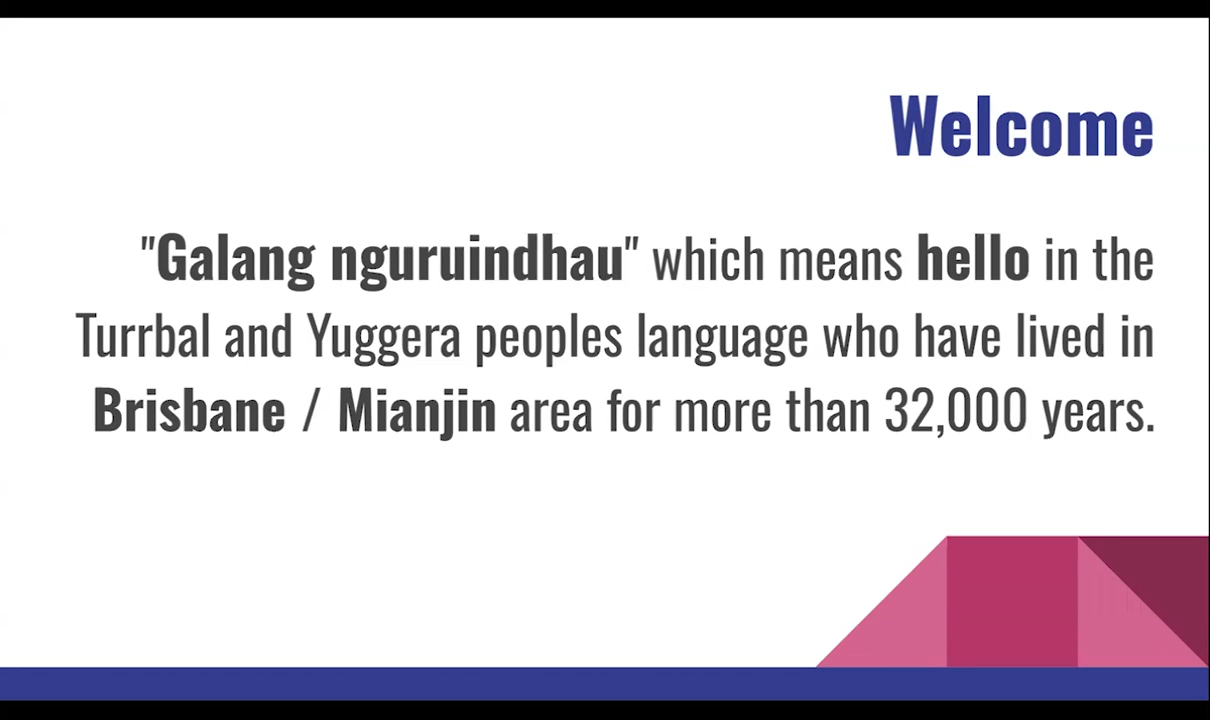 Welcome
"Galang nguruindhau" which means hello in the
Turrbal and Yuggera peoples language who have lived in
Brisbane / Mianjin area for more than 32,000 years.